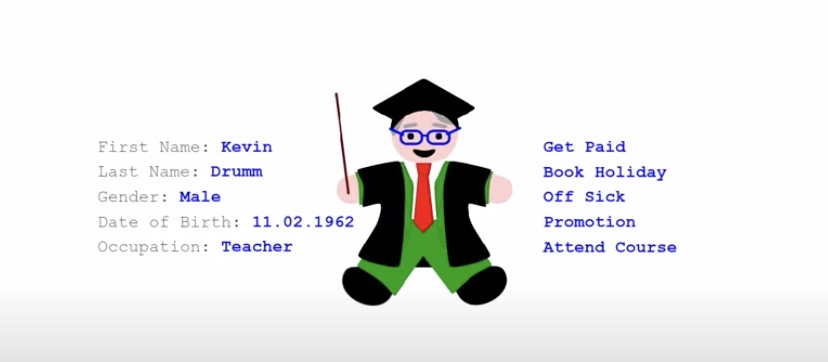 First Name: Kevin
Last Name: Drumm
Gender: Male
Date of Birth: 11.02.1962
Occupation: Teacher
Get Paid
Book Holiday
Off Sick
Promotion
Attend Course